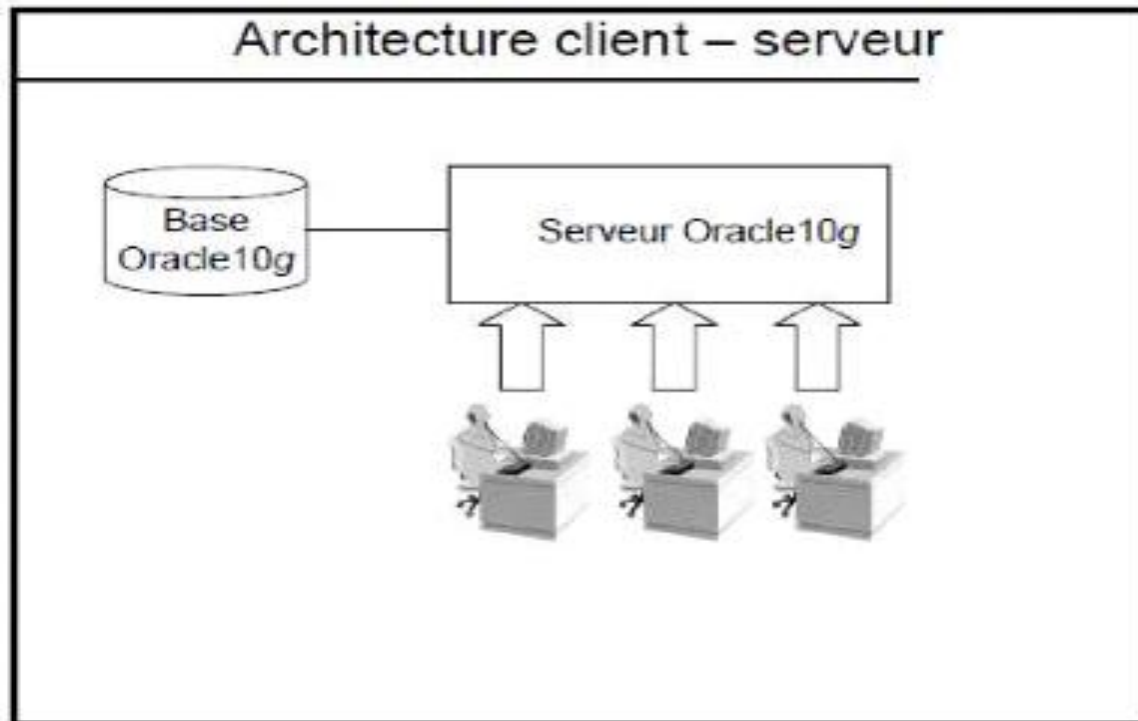 Architecture client – serveur
Base
Oracle10g
Serveur Oracle10g